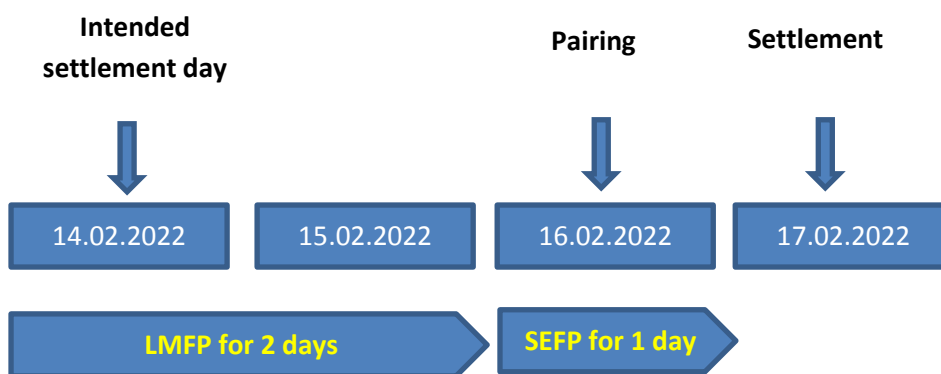 Intended
settlement day
Pairing
Settlement
14.02.2022
15.02.2022
16.02.2022
17.02.2022
LMFP for 2 days
SEFP for 1 day